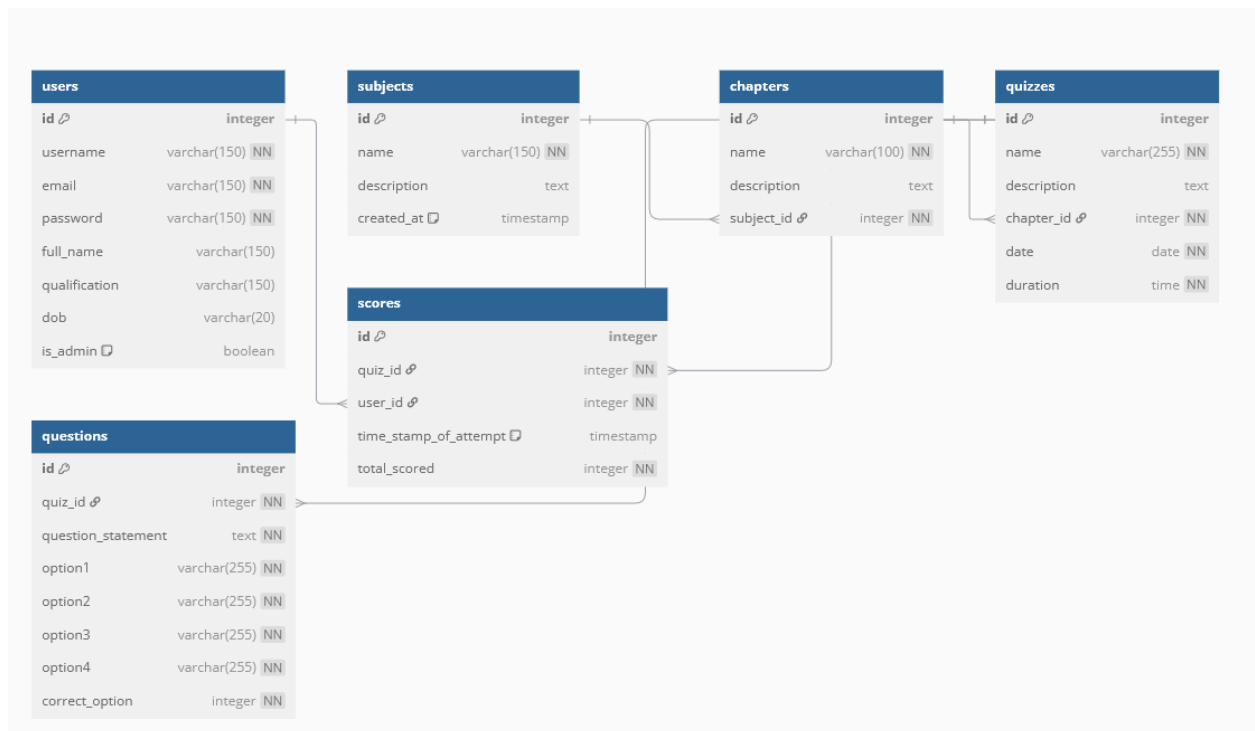 users
id integer
username varchar(150) NN
email varchar(150) NN
password varchar(150) NN
full_name varchar(150)
qualification varchar(150)
dob varchar(20)
is_admin boolean
subjects
id integer
name varchar(150) NN
description text
created_at timestamp
chapters
id integer
name varchar(100) NN
description text
subject_id integer NN
quizzes
id integer
name varchar(255) NN
description text
chapter_id integer NN
date date NN
duration time NN
scores
id integer
quiz_id integer NN
user_id integer NN
time_stamp_of_attempt timestamp
total_scored integer NN
questions
id integer
quiz_id integer NN
question_statement text NN
option1 varchar(255) NN
option2 varchar(255) NN
option3 varchar(255) NN
option4 varchar(255) NN
correct_option integer NN